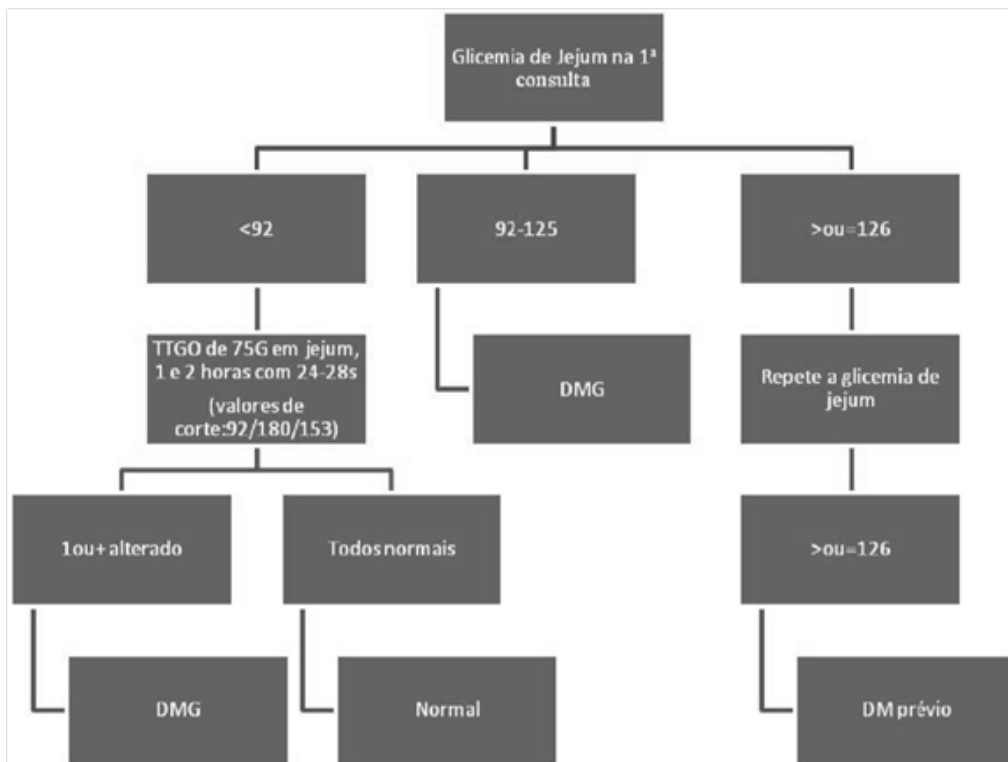 Glicemia de Jejum na 1ª
consulta
<92
92-125
>ou=126
TTGO de 75G em jejum,
1 e 2 horas com 24-28s
(valores de
corte:92/180/153)
DMG
Repete a glicemia de
jejum
1ou+ alterado
Todos normais
>ou=126
DMG
Normal
DM prévio